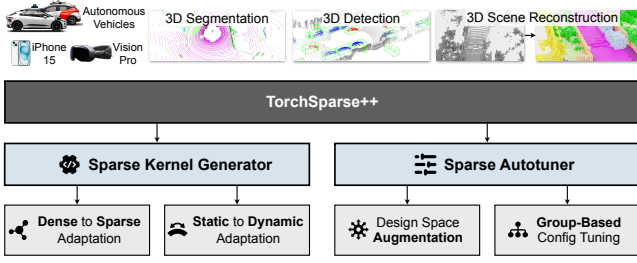 Autonomous
Vehicles
iPhone
15
Vision
Pro
3D Segmentation
3D Detection
3D Scene Reconstruction
TorchSparse++
Sparse Kernel Generator
Sparse Autotuner
Dense to Sparse
Adaptation
Static to Dynamic
Adaptation
Design Space
Augmentation
Group-Based
Config Tuning